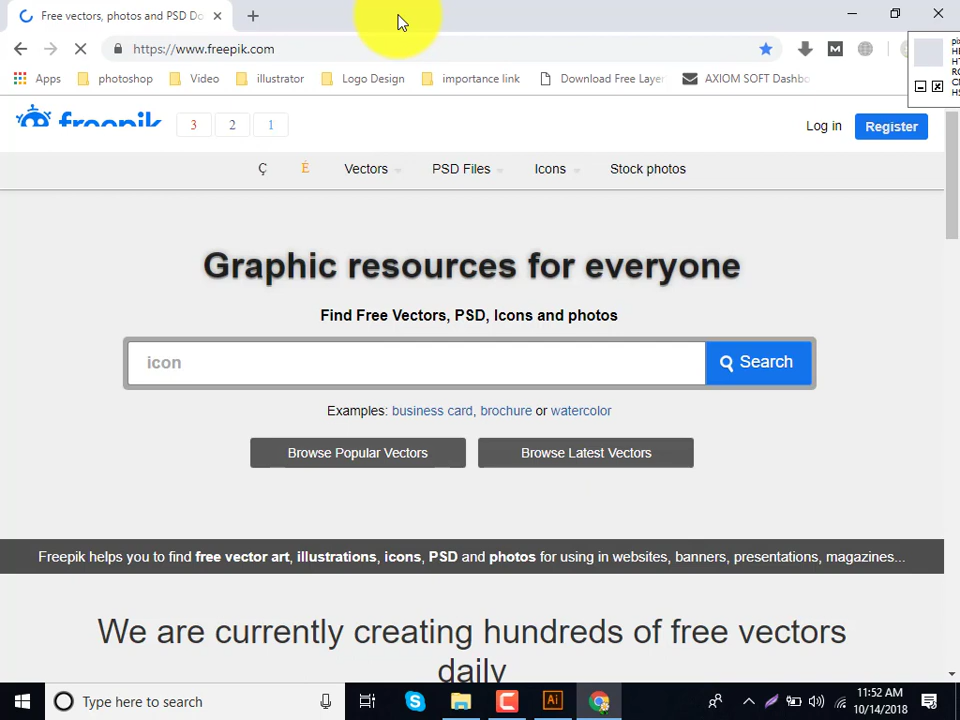 Free vectors, photos and PSD Do
https://www.freepik.com
Apps photoshop Video illustrator Logo Design importance link Download Free Layer AXIOM SOFT Dashbo
freepik 3 2 1 Log in Register
Ç É Vectors PSD Files Icons Stock photos
Graphic resources for everyone
Find Free Vectors, PSD, Icons and photos
icon Search
Examples: business card, brochure or watercolor
Browse Popular Vectors Browse Latest Vectors
Freepik helps you to find free vector art, illustrations, icons, PSD and photos for using in websites, banners, presentations, magazines...
We are currently creating hundreds of free vectors
daily
Type here to search Ai 11:52 AM
10/14/2018